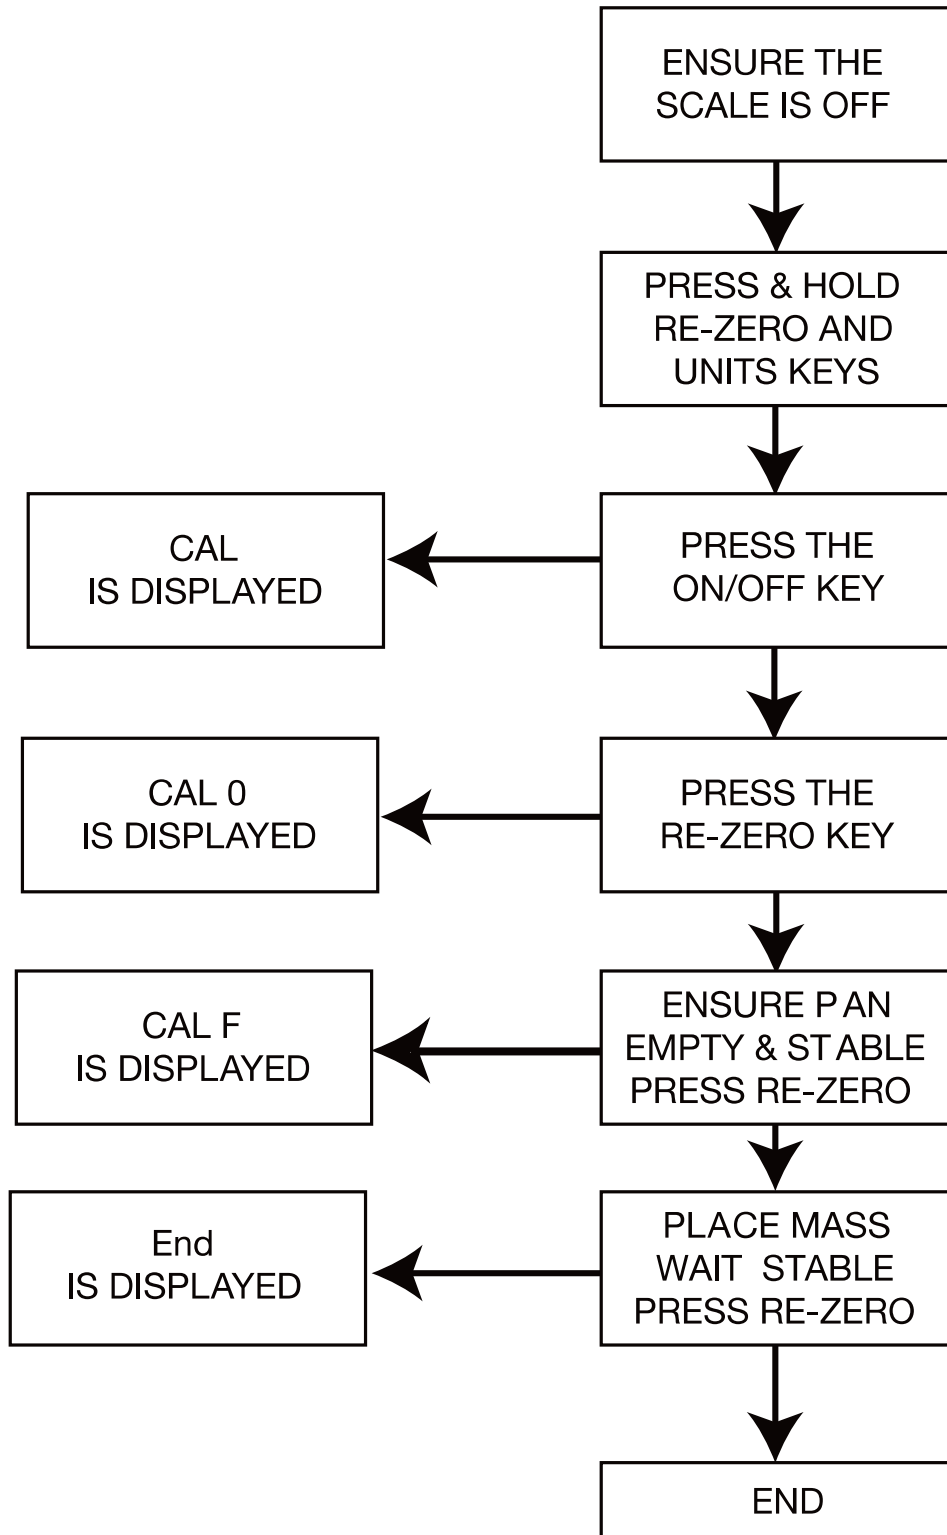 ENSURE THE
SCALE IS OFF
PRESS & HOLD
RE-ZERO AND
UNITS KEYS
PRESS THE
ON/OFF KEY
CAL
IS DISPLAYED
PRESS THE
RE-ZERO KEY
CAL 0
IS DISPLAYED
ENSURE PAN
EMPTY & STABLE
PRESS RE-ZERO
CAL F
IS DISPLAYED
PLACE MASS
WAIT STABLE
PRESS RE-ZERO
End
IS DISPLAYED
END